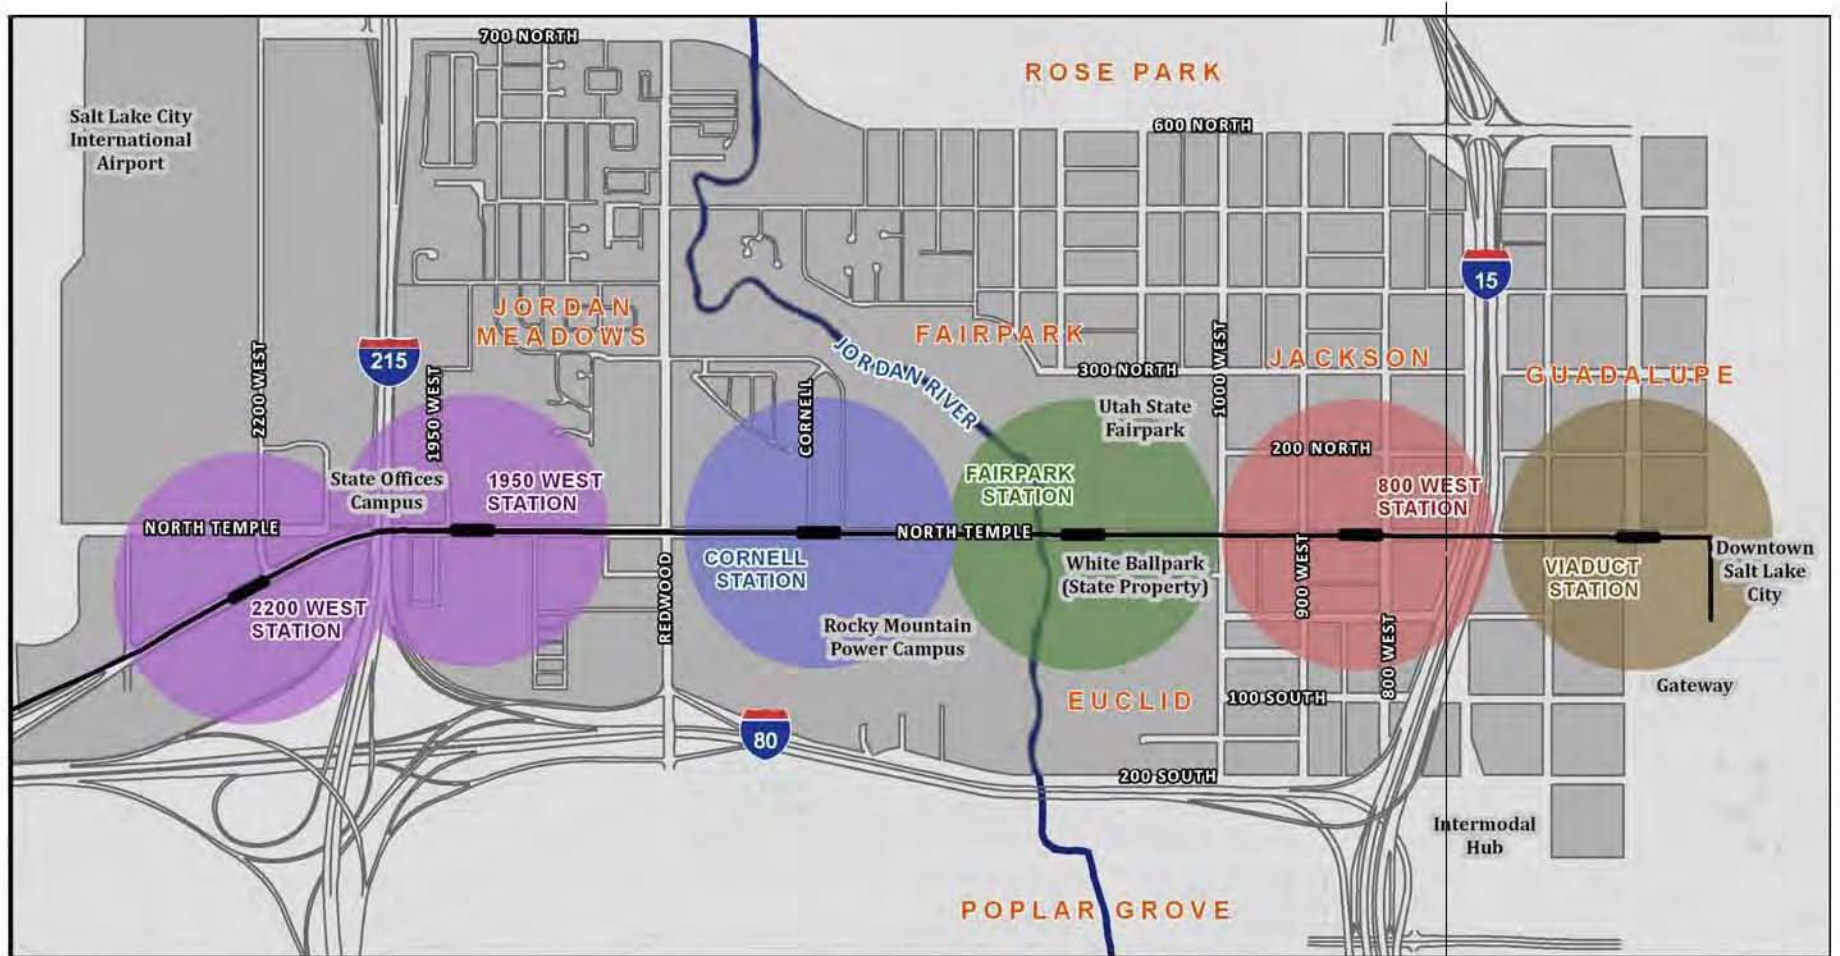 700 NORTH
ROSE PARK
Salt Lake City
International
Airport
600 NORTH
15
JORDAN
MEADOWS
FAIRPARK
JACKSON
GUADALUPE
215
JORDAN RIVER
300 NORTH
1000 WEST
2200 WEST
1950 WEST
CORNELL
Utah State
Fairpark
200 NORTH
State Offices
Campus
1950 WEST
STATION
FAIRPARK
STATION
800 WEST
STATION
NORTH TEMPLE
NORTH TEMPLE
CORNELL
STATION
White Ballpark
(State Property)
900 WEST
VIADUCT
STATION
Downtown
Salt Lake
City
2200 WEST
STATION
REDWOOD
Rocky Mountain
Power Campus
800 WEST
EUCLID
100 SOUTH
Gateway
80
200 SOUTH
Intermodal
Hub
POPLAR GROVE